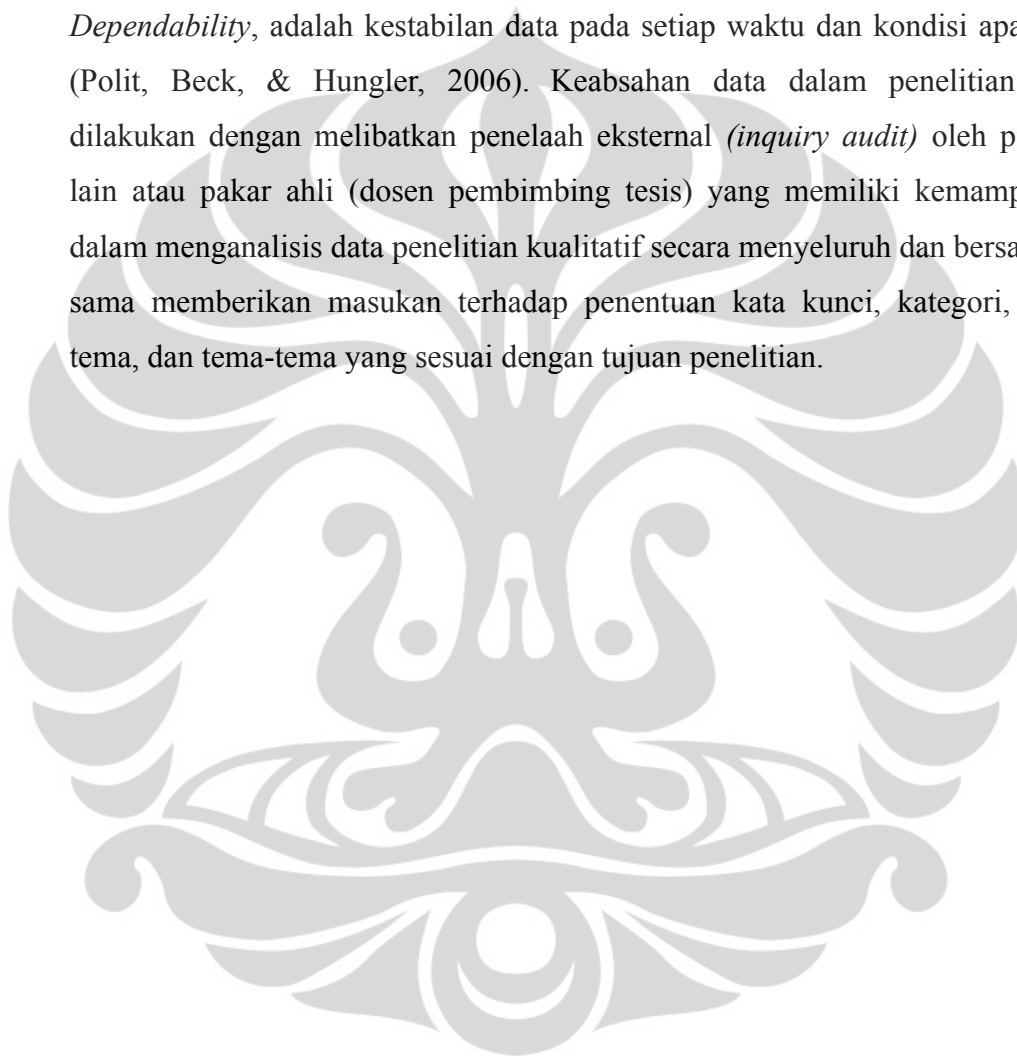 Dependability, adalah kestabilan data pada setiap waktu dan kondisi apa
(Polit, Beck, & Hungler, 2006). Keabsahan data dalam penelitian
dilakukan dengan melibatkan penelaah eksternal (inquiry audit) oleh p
lain atau pakar ahli (dosen pembimbing tesis) yang memiliki kemamp
dalam menganalisis data penelitian kualitatif secara menyeluruh dan bersa
sama memberikan masukan terhadap penentuan kata kunci, kategori,
tema, dan tema-tema yang sesuai dengan tujuan penelitian.